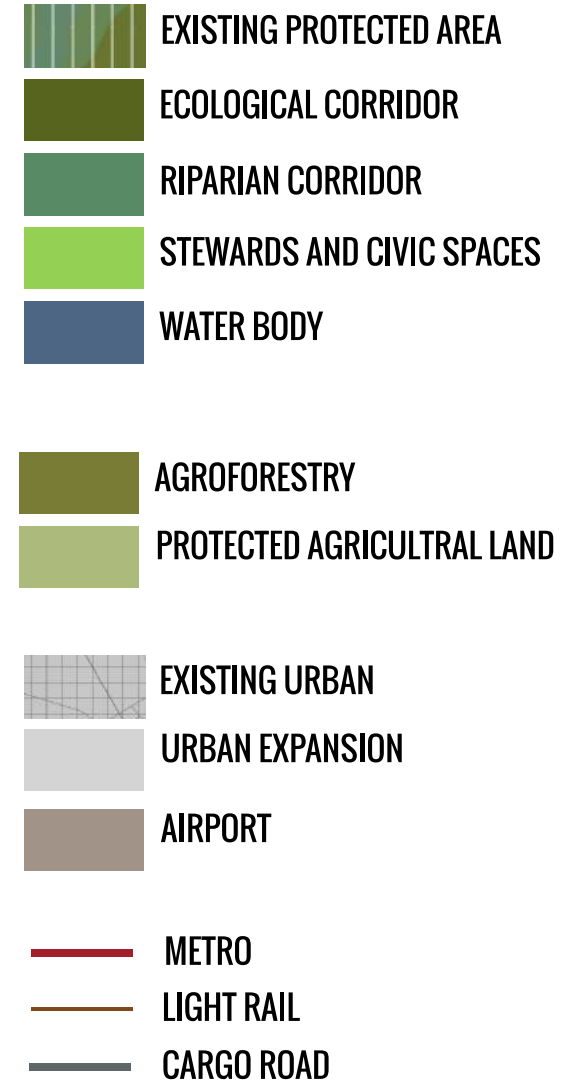 EXISTING PROTECTED AREA
ECOLOGICAL CORRIDOR
RIPARIAN CORRIDOR
STEWARDS AND CIVIC SPACES
WATER BODY
AGROFORESTRY
PROTECTED AGRICULTRAL LAND
EXISTING URBAN
URBAN EXPANSION
AIRPORT
METRO
LIGHT RAIL
CARGO ROAD